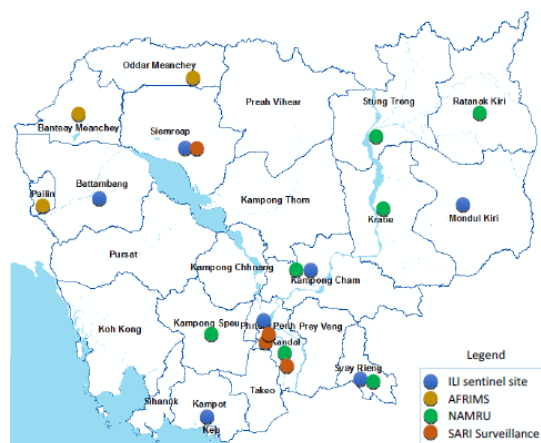 Oddar Meanchey
Preah Vihear
Stung Treng
Ratanak Kiri
Banteay Meanchey
Siemreap
Pailin
Battambang
Kampong Thom
Kratie
Mondul Kiri
Pursat
Kampong Chhnang
Kampong Cham
Koh Kong
Kampong Speu
Phnom Penh
Prey Veng
Kandal
Svay Rieng
Takeo
Sihanuk
Kampot
Keb
Legend
ILI sentinel site
AFRIMS
NAMRU
SARI Surveillance